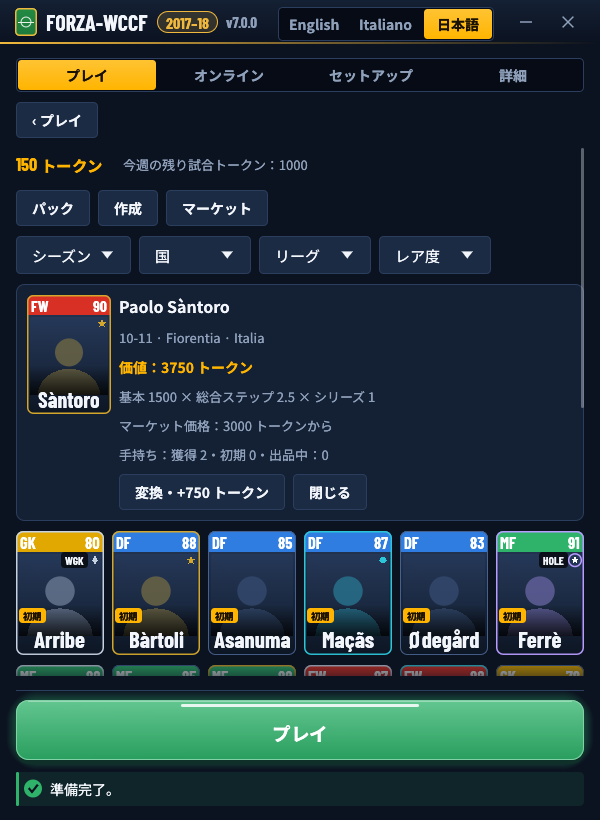 FORZA-WCCF 2017-18 v7.0.0 English Italiano 日本語
プレイ オンライン セットアップ 詳細
‹ プレイ
150 トークン 今週の残り試合トークン：1000
パック 作成 マーケット
シーズン ▼ 国 ▼ リーグ ▼ レア度 ▼
FW 90 Paolo Sàntoro
10-11 · Fiorentia · Italia
価値：3750 トークン
基本 1500 × 総合ステップ 2.5 × シリーズ 1
Sàntoro
マーケット価格：3000 トークンから
手持ち：獲得 2・初期 0・出品中：0
変換・+750 トークン 閉じる
GK 80 DF 88 DF 85 DF 87 DF 83 MF 91
WGK HOLE
初期 初期 初期 初期 初期 初期
Arribe Bàrtoli Asanuma Maçãs Ødegård Ferrè
プレイ
準備完了。